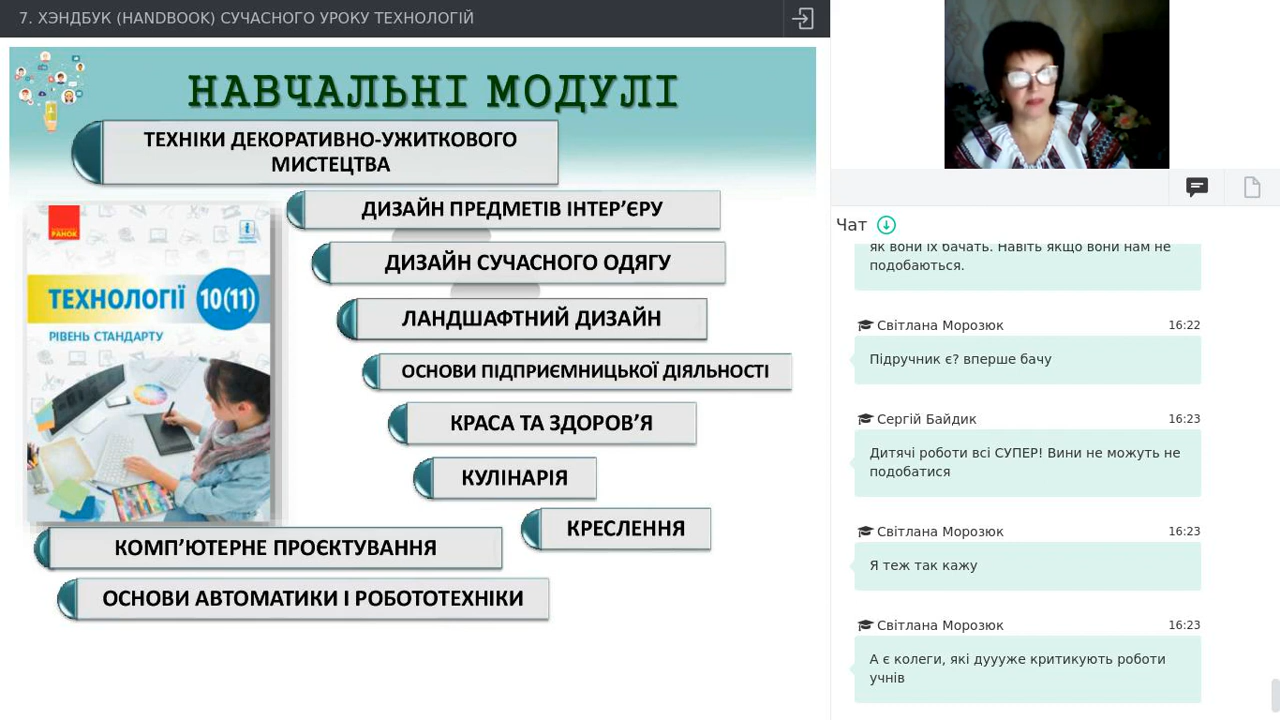 7. ХЭНДБУК (HANDBOOK) СУЧАСНОГО УРОКУ ТЕХНОЛОГІЙ
НАВЧАЛЬНІ МОДУЛІ
ТЕХНІКИ ДЕКОРАТИВНО-УЖИТКОВОГО
МИСТЕЦТВА
ДИЗАЙН ПРЕДМЕТІВ ІНТЕР’ЄРУ
ДИЗАЙН СУЧАСНОГО ОДЯГУ
ЛАНДШАФТНИЙ ДИЗАЙН
ОСНОВИ ПІДПРИЄМНИЦЬКОЇ ДІЯЛЬНОСТІ
КРАСА ТА ЗДОРОВ’Я
КУЛІНАРІЯ
КРЕСЛЕННЯ
КОМП’ЮТЕРНЕ ПРОЄКТУВАННЯ
ОСНОВИ АВТОМАТИКИ І РОБОТОТЕХНІКИ
РАНОК
ТЕХНОЛОГІЇ 10(11)
РІВЕНЬ СТАНДАРТУ
Чат
як вони їх бачать. Навіть якщо вони нам не
подобаються.
Світлана Морозюк 16:22
Підручник є? вперше бачу
Сергій Байдик 16:23
Дитячі роботи всі СУПЕР! Вини не можуть не
подобатися
Світлана Морозюк 16:23
Я теж так кажу
Світлана Морозюк 16:23
А є колеги, які дуууже критикують роботи
учнів